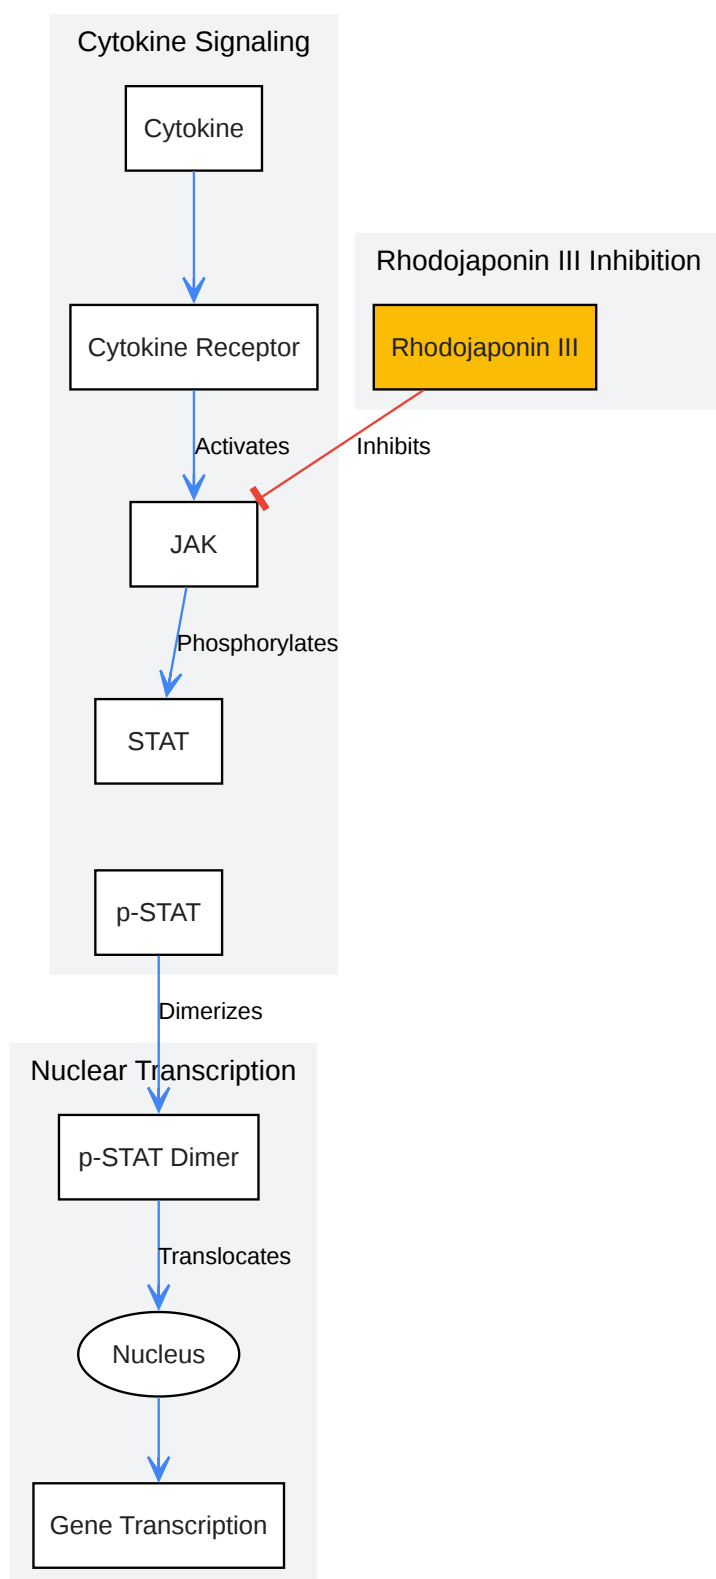 Cytokine Signaling
Cytokine
Rhodojaponin III Inhibition
Cytokine Receptor
Rhodojaponin III
Activates
Inhibits
JAK
Phosphorylates
STAT
p-STAT
Dimerizes
Nuclear Transcription
p-STAT Dimer
Translocates
Nucleus
Gene Transcription